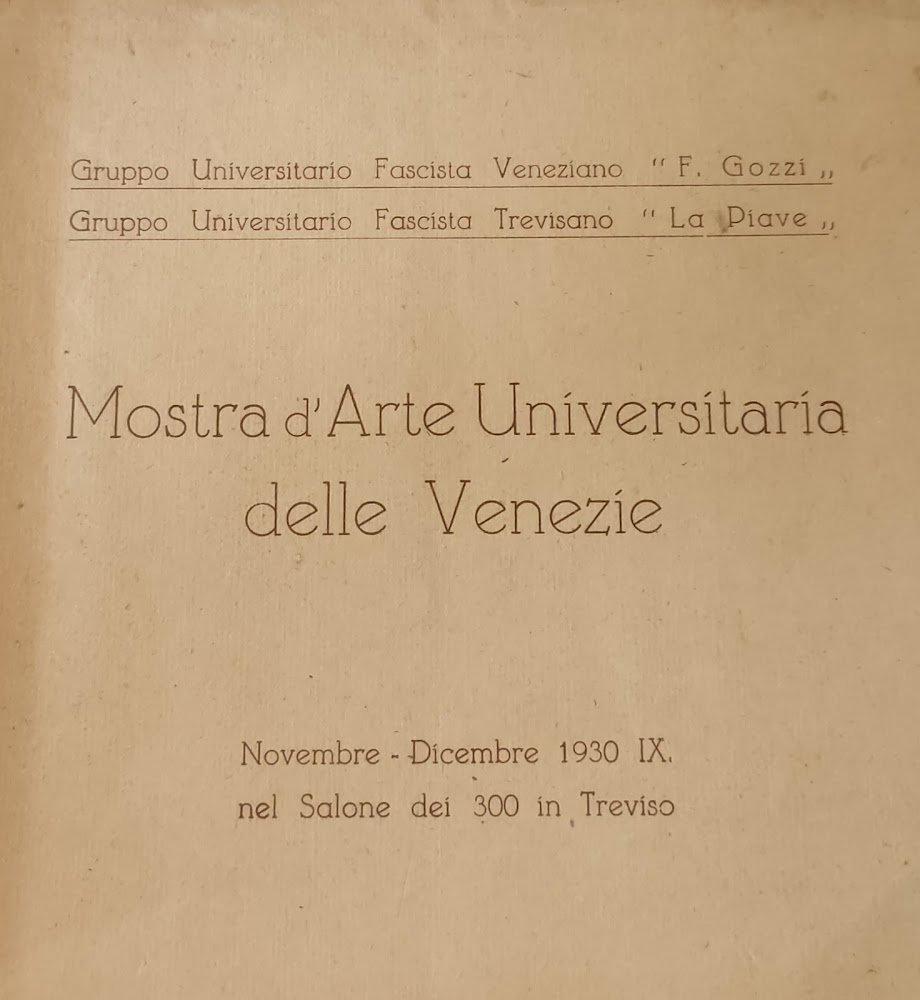 Gruppo Universitario Fascista Veneziano “ F. Gozzi „
Gruppo Universitario Fascista Trevisano “ La Piave „
Mostra d'Arte Universitaria
delle Venezie
Novembre - Dicembre 1930 IX.
nel Salone dei 300 in Treviso